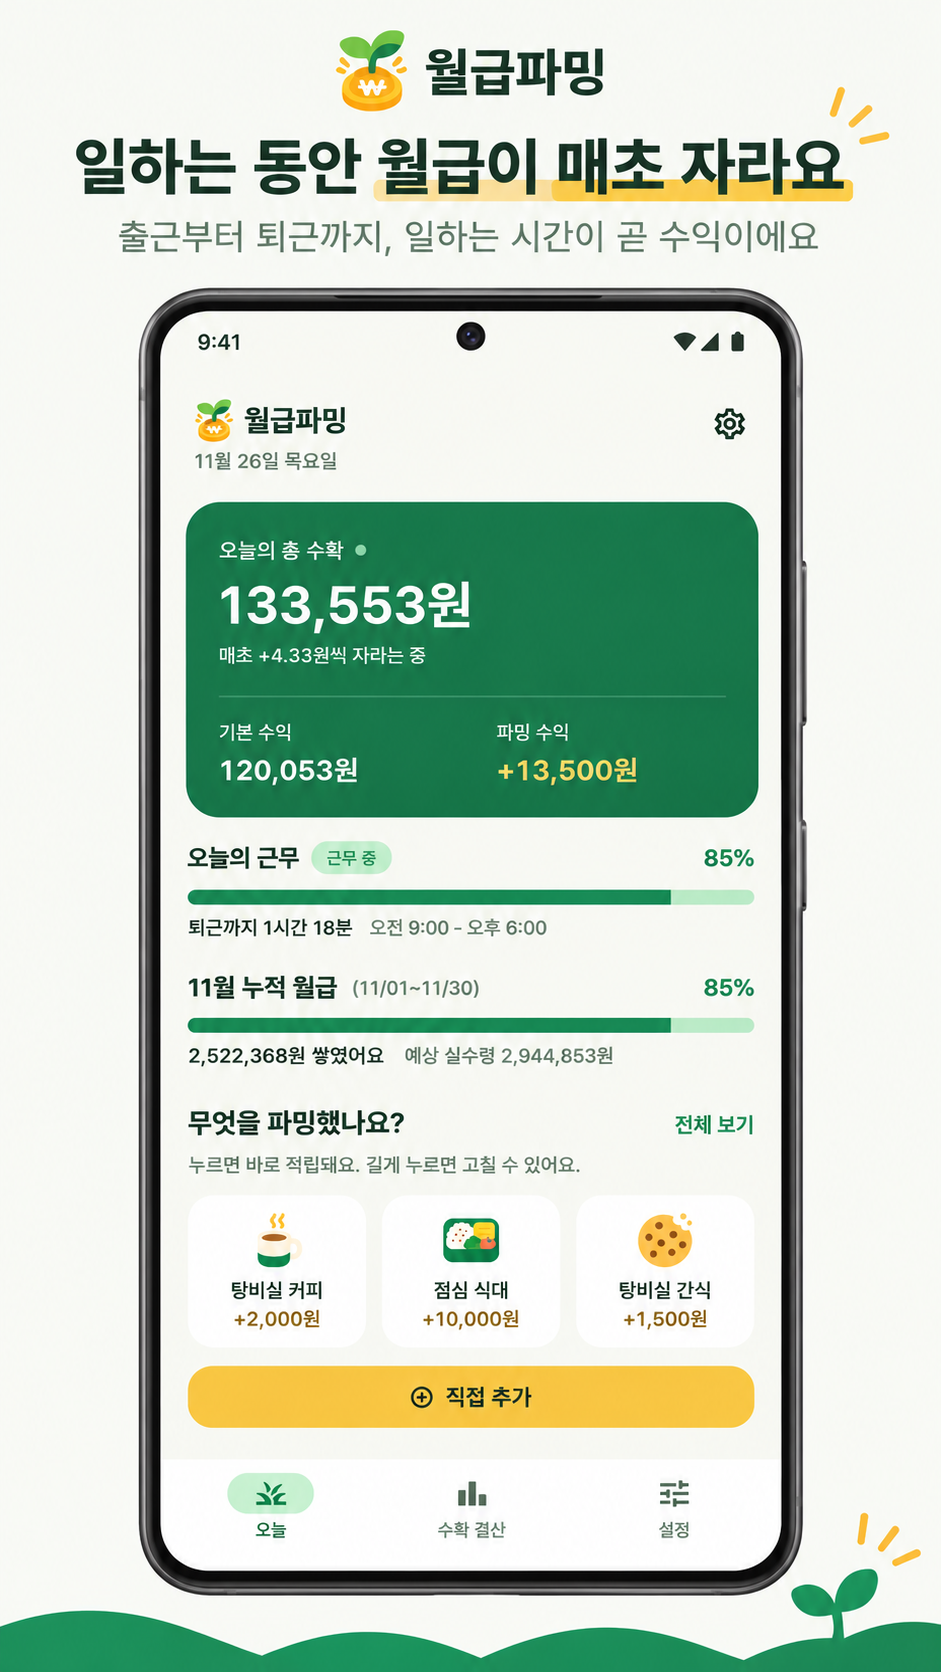 월급파밍
일하는 동안 월급이 매초 자라요
출근부터 퇴근까지, 일하는 시간이 곧 수익이에요
9:41
₩ 월급파밍
11월 26일 목요일
오늘의 총 수확
133,553원
매초 +4.33원씩 자라는 중
기본 수익 파밍 수익
120,053원 +13,500원
오늘의 근무 근무 중 85%
퇴근까지 1시간 18분 오전 9:00 - 오후 6:00
11월 누적 월급 (11/01~11/30) 85%
2,522,368원 쌓였어요 예상 실수령 2,944,853원
무엇을 파밍했나요? 전체 보기
누르면 바로 적립돼요. 길게 누르면 고칠 수 있어요.
탕비실 커피 점심 식대 탕비실 간식
+2,000원 +10,000원 +1,500원
직접 추가
오늘 수확 결산 설정